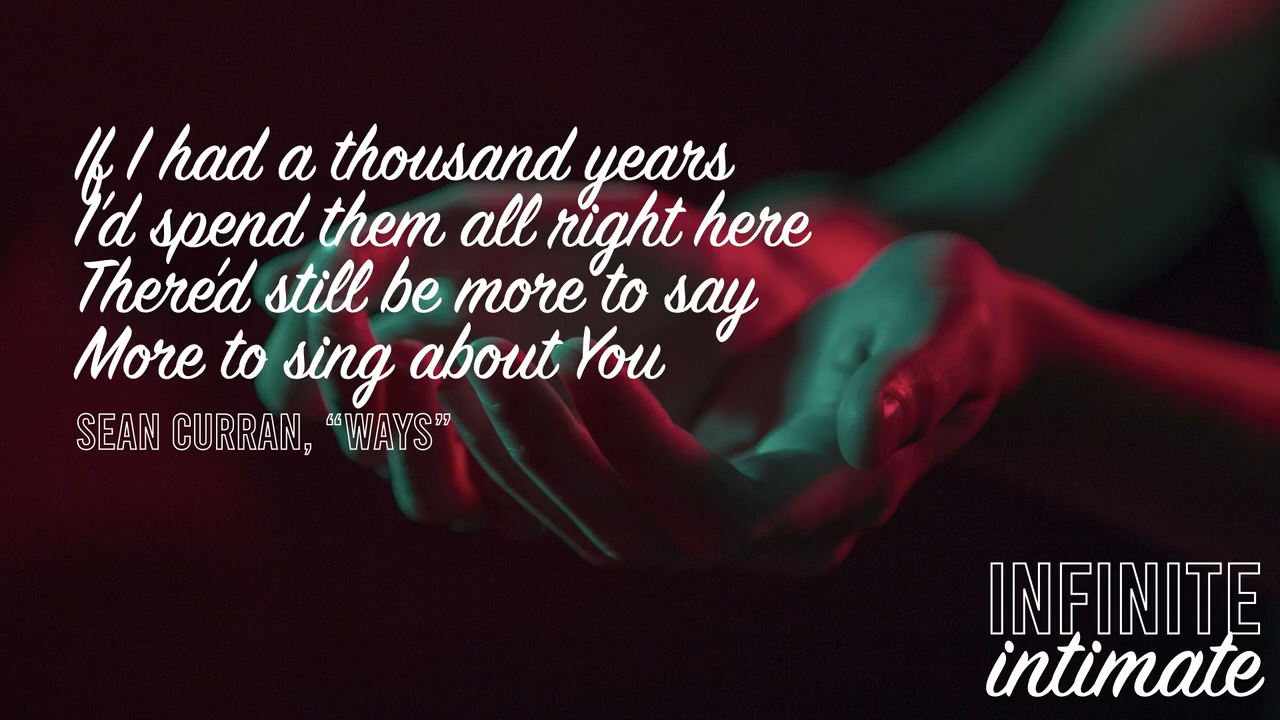 If I had a thousand years
I'd spend them all right here
There'd still be more to say
More to sing about You
SEAN CURRAN, “WAYS”
INFINITE
intimate